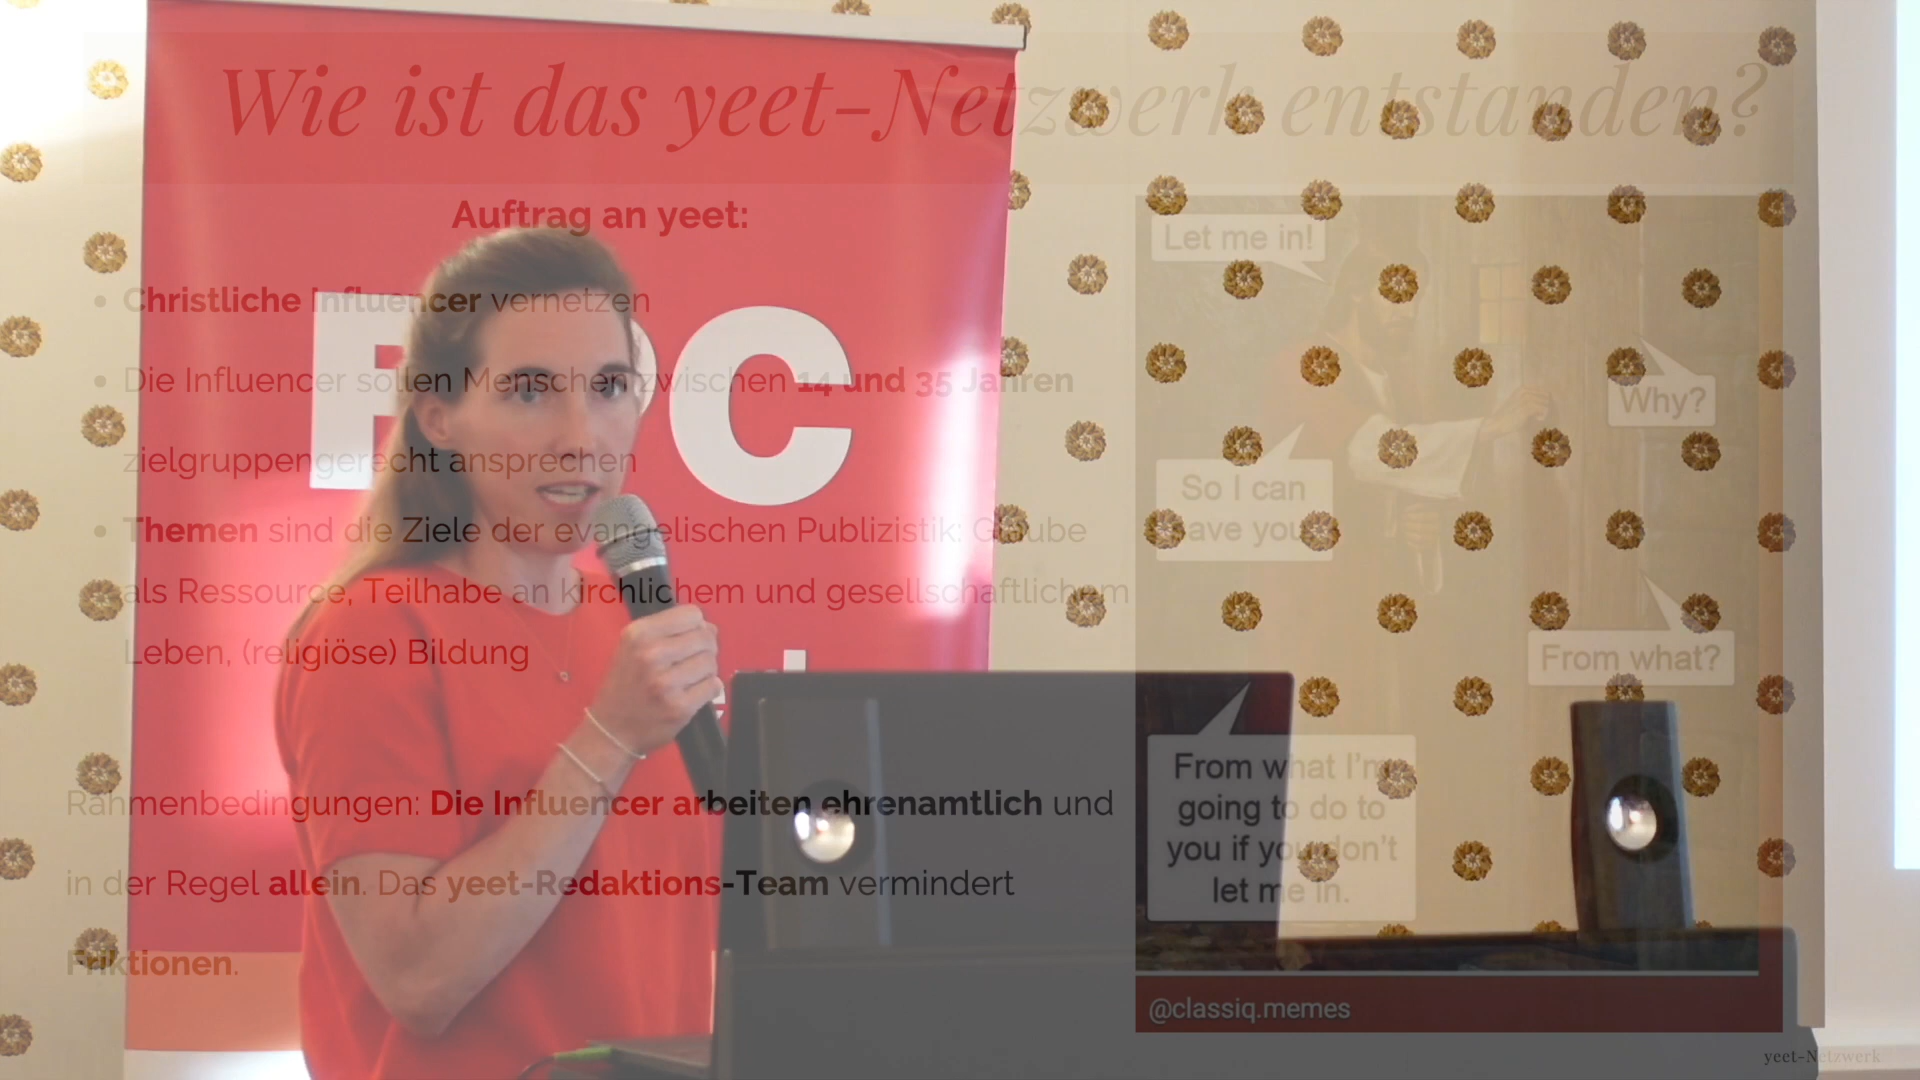 Wie ist das yeet-Netzwerk entstanden?
Auftrag an yeet:
• Christliche Influencer vernetzen
• Die Influencer sollen Menschen zwischen 14 und 35 Jahren
zielgruppengerecht ansprechen
• Themen sind die Ziele der evangelischen Publizistik: Glaube
als Ressource, Teilhabe an kirchlichem und gesellschaftlichem
Leben, (religiöse) Bildung
Rahmenbedingungen: Die Influencer arbeiten ehrenamtlich und
in der Regel allein. Das yeet-Redaktions-Team vermindert
Friktionen.
Let me in!
Why?
So I can
save you
From what?
From what I'm
going to do to
you if you don't
let me in.
@classiq.memes
yeet-Netzwerk